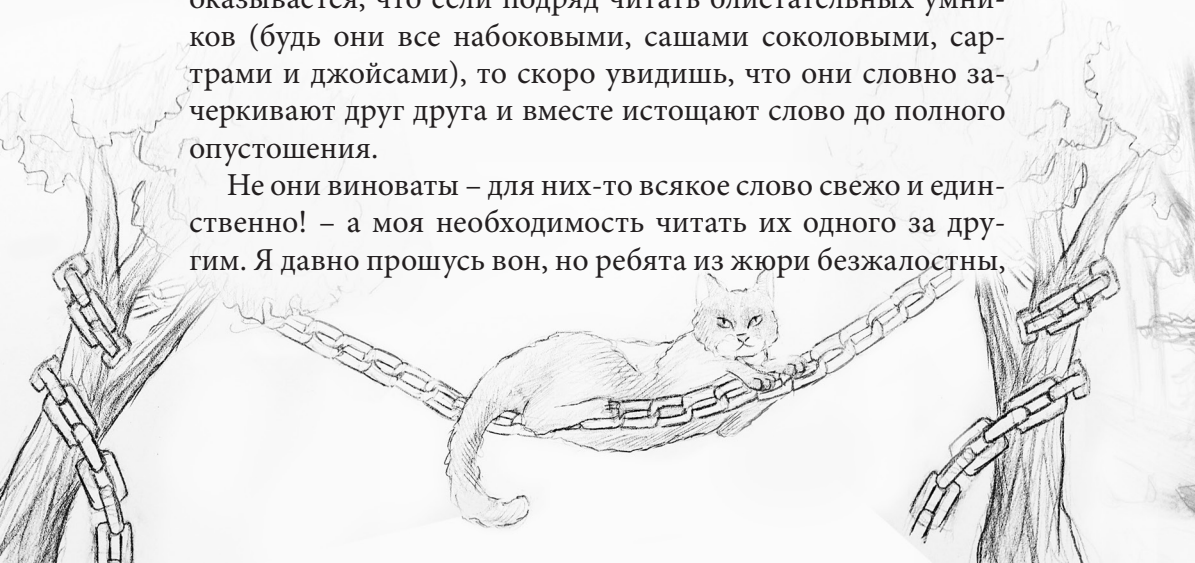 оказывается, что если подряд читать блистательных умни-
ков (будь они все набоковыми, сашами соколовыми, сар-
трами и джойсами), то скоро увидишь, что они словно за-
черкивают друг друга и вместе истощают слово до полного
опустошения.
Не они виноваты – для них-то всякое слово свежо и един-
ственно! – а моя необходимость читать их одного за дру-
гим. Я давно прошусь вон, но ребята из жюри безжалостны,